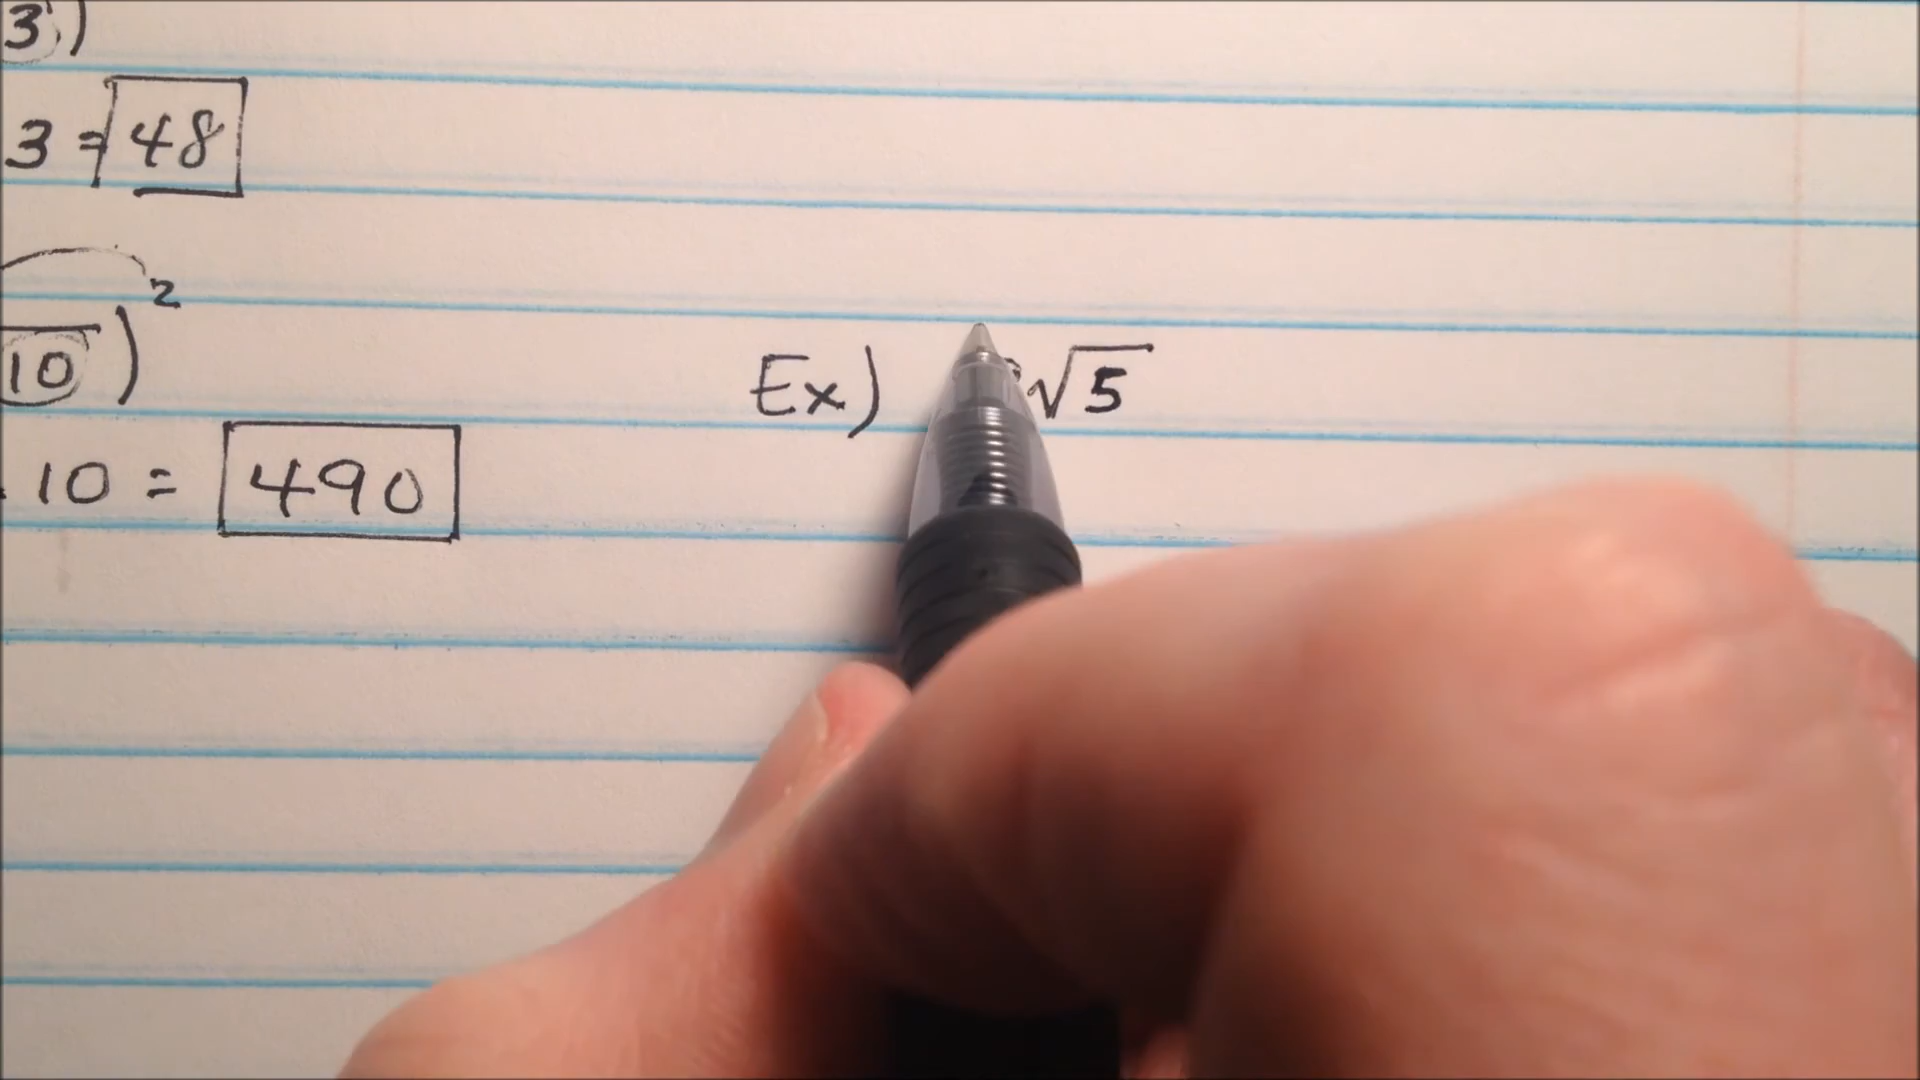 3)
3 = 48
10)²
10 = 490
Ex) √5